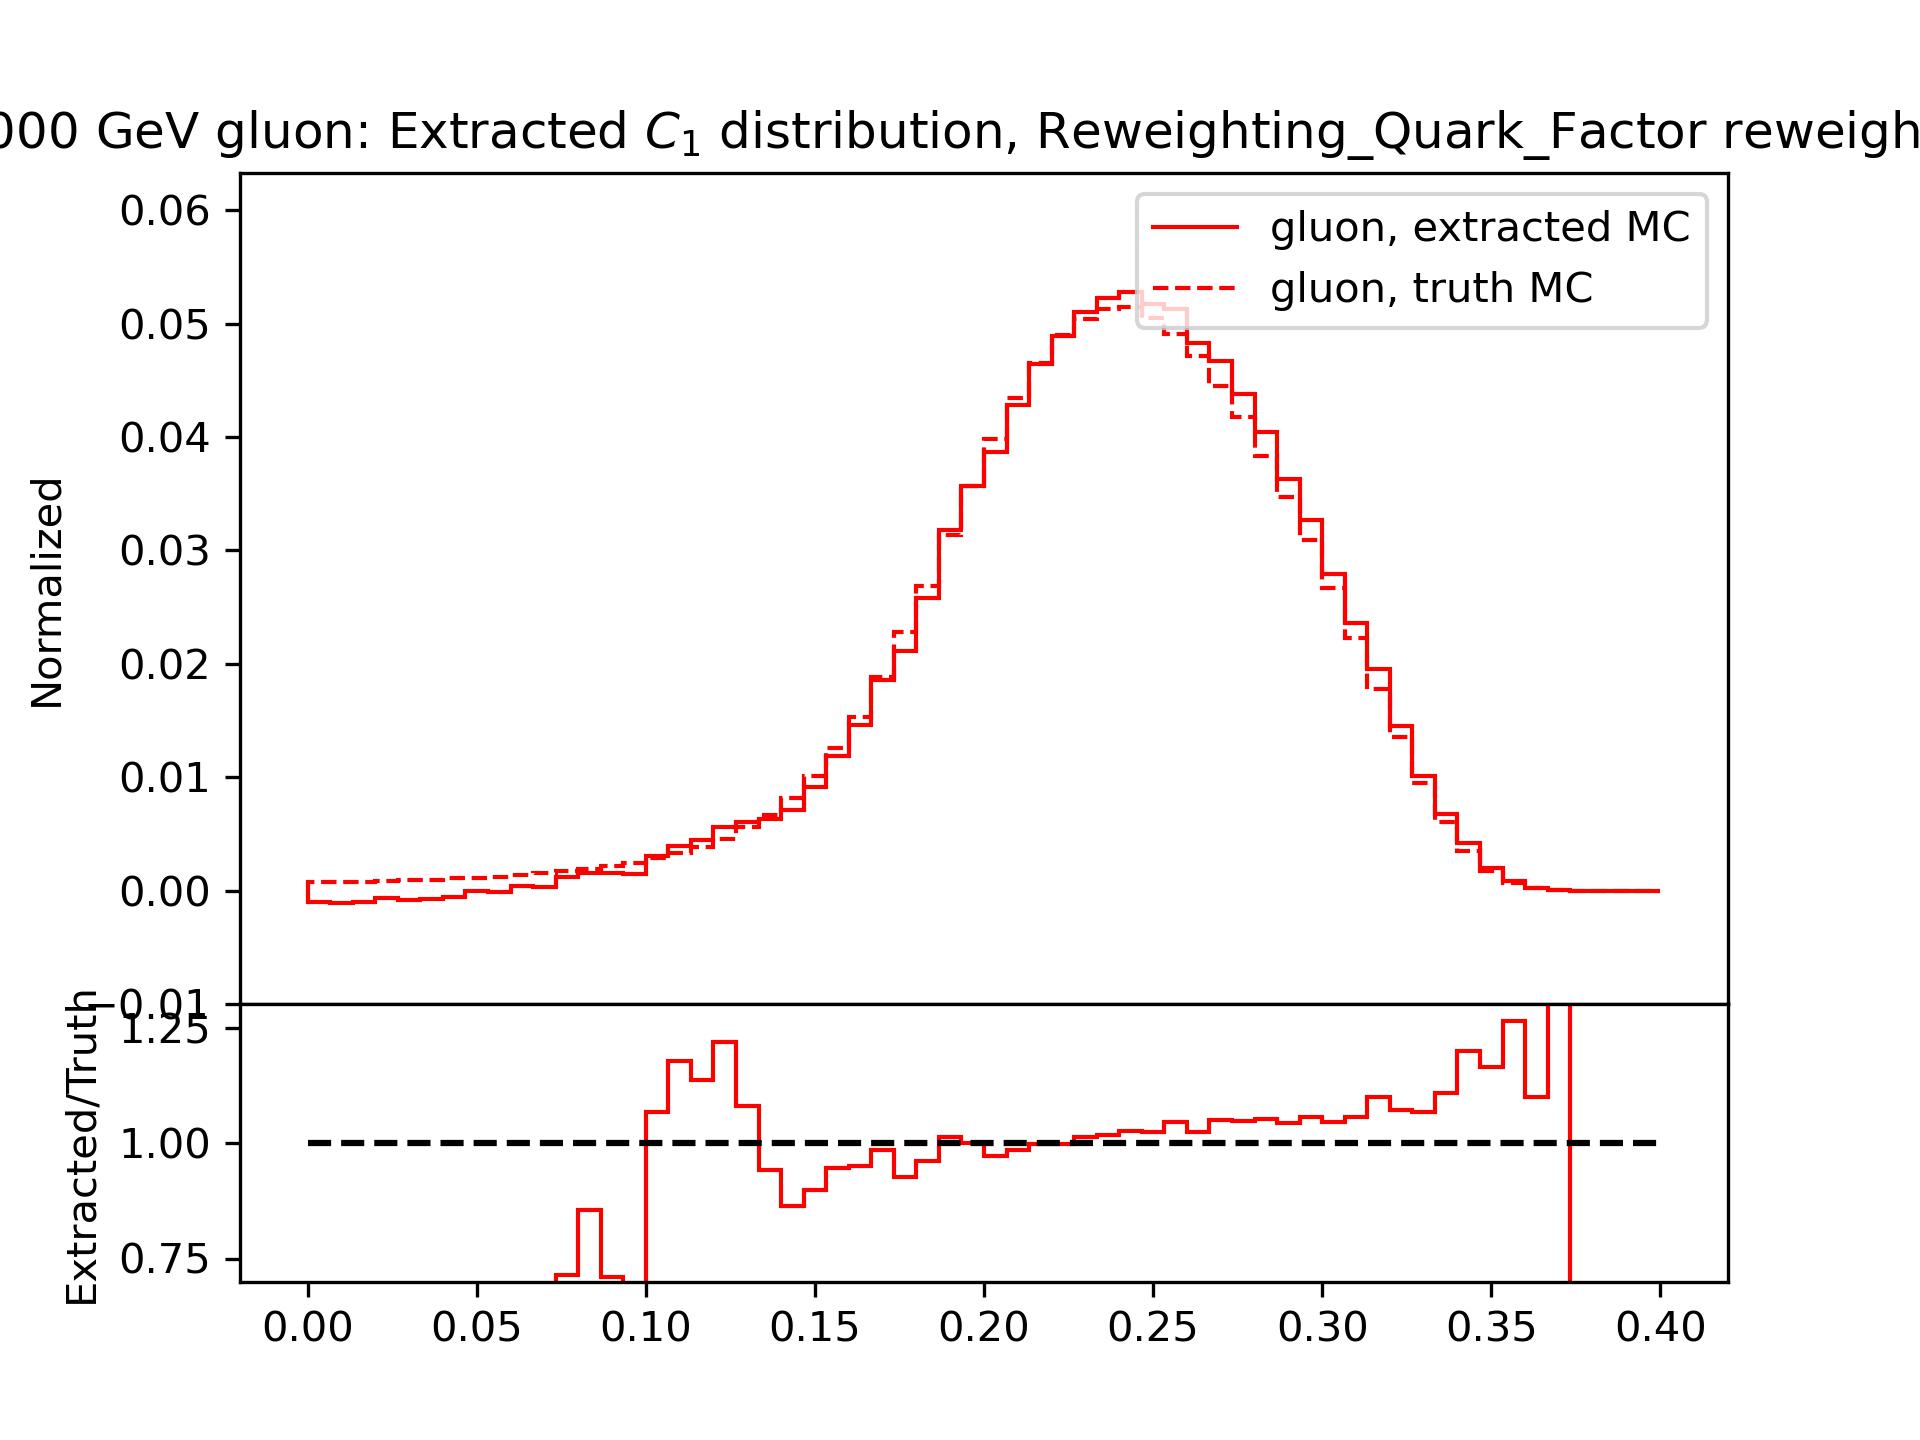 000 GeV gluon: Extracted C₁ distribution, Reweighting_Quark_Factor reweigh
gluon, extracted MC
gluon, truth MC
Normalized
0.06
0.05
0.04
0.03
0.02
0.01
0.00
−0.01
Extracted/Truth
1.25
1.00
0.75
0.00 0.05 0.10 0.15 0.20 0.25 0.30 0.35 0.40